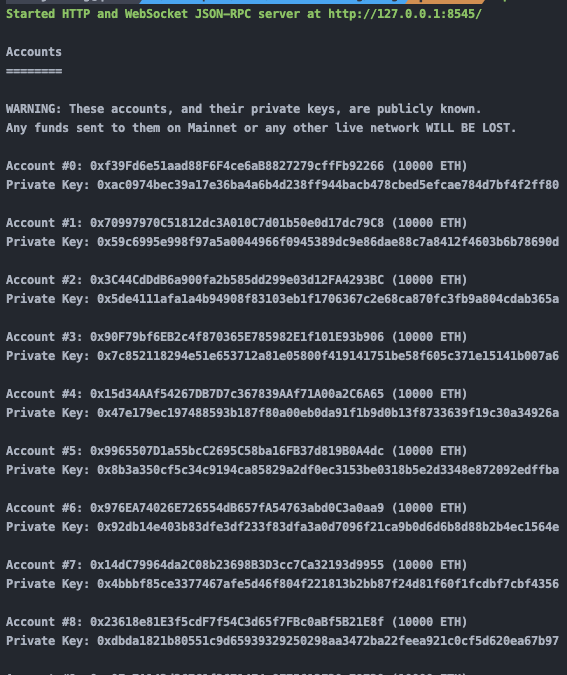 Started HTTP and WebSocket JSON-RPC server at http://127.0.0.1:8545/
Accounts
========
WARNING: These accounts, and their private keys, are publicly known.
Any funds sent to them on Mainnet or any other live network WILL BE LOST.
Account #0: 0xf39Fd6e51aad88F6F4ce6aB8827279cffFb92266 (10000 ETH)
Private Key: 0xac0974bec39a17e36ba4a6b4d238ff944bacb478cbed5efcae784d7bf4f2ff80
Account #1: 0x70997970C51812dc3A010C7d01b50e0d17dc79C8 (10000 ETH)
Private Key: 0x59c6995e998f97a5a0044966f0945389dc9e86dae88c7a8412f4603b6b78690d
Account #2: 0x3C44CdDdB6a900fa2b585dd299e03d12FA4293BC (10000 ETH)
Private Key: 0x5de4111afa1a4b94908f83103eb1f1706367c2e68ca870fc3fb9a804cdab365a
Account #3: 0x90F79bf6EB2c4f870365E785982E1f101E93b906 (10000 ETH)
Private Key: 0x7c852118294e51e653712a81e05800f419141751be58f605c371e15141b007a6
Account #4: 0x15d34AAf54267DB7D7c367839AAf71A00a2C6A65 (10000 ETH)
Private Key: 0x47e179ec197488593b187f80a00eb0da91f1b9d0b13f8733639f19c30a34926a
Account #5: 0x9965507D1a55bcC2695C58ba16FB37d819B0A4dc (10000 ETH)
Private Key: 0x8b3a350cf5c34c9194ca85829a2df0ec3153be0318b5e2d3348e872092edffba
Account #6: 0x976EA74026E726554dB657fA54763abd0C3a0aa9 (10000 ETH)
Private Key: 0x92db14e403b83dfe3df233f83dfa3a0d7096f21ca9b0d6d6b8d88b2b4ec1564e
Account #7: 0x14dC79964da2C08b23698B3D3cc7Ca32193d9955 (10000 ETH)
Private Key: 0x4bbbf85ce3377467afe5d46f804f221813b2bb87f24d81f60f1fcdbf7cbf4356
Account #8: 0x23618e81E3f5cdF7f54C3d65f7FBc0aBf5B21E8f (10000 ETH)
Private Key: 0xdbda1821b80551c9d65939329250298aa3472ba22feea921c0cf5d620ea67b97